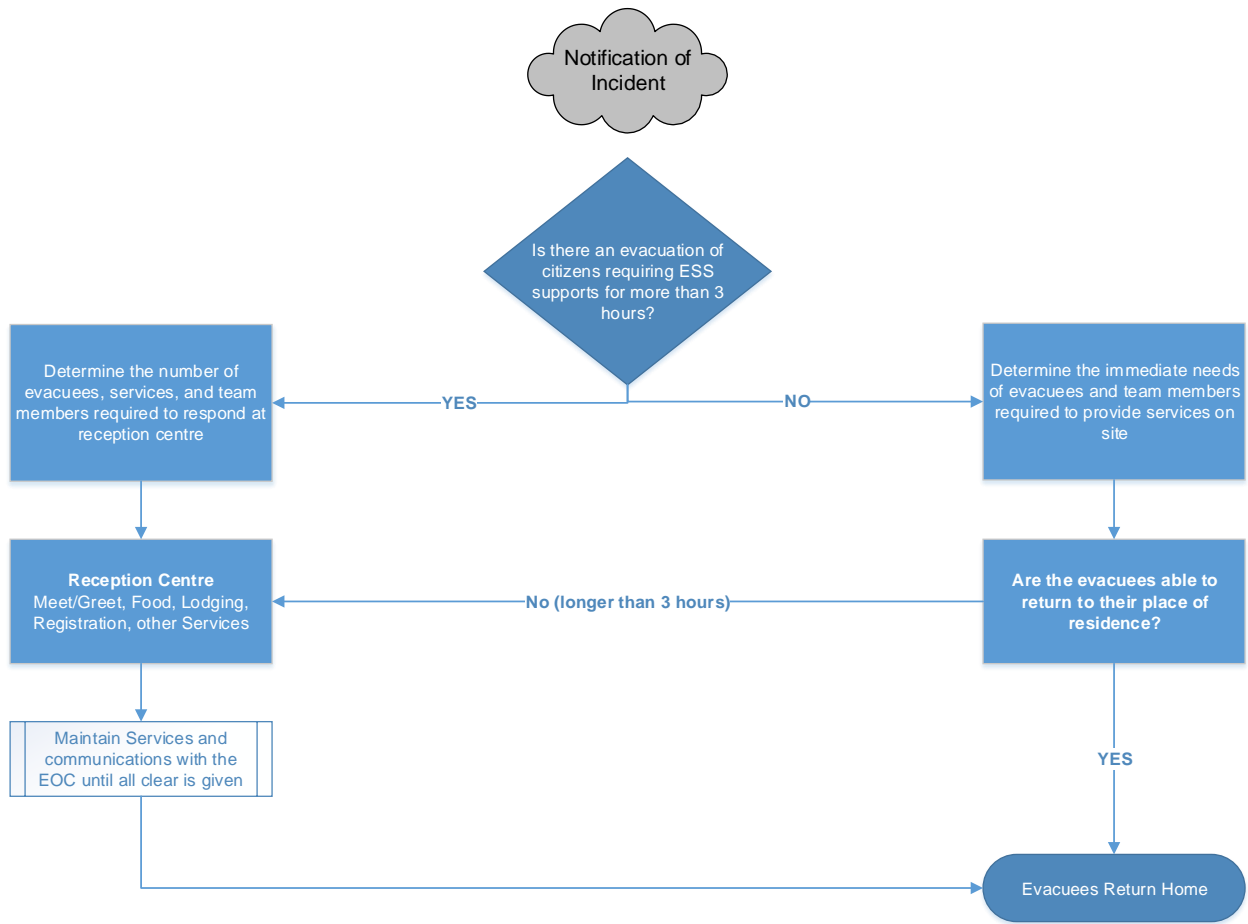 Notification of
Incident
Is there an evacuation of
citizens requiring ESS
supports for more than 3
hours?
YES
NO
Determine the number of
evacuees, services, and team
members required to respond at
reception centre
Determine the immediate needs
of evacuees and team members
required to provide services on
site
Reception Centre
Meet/Greet, Food, Lodging,
Registration, other Services
No (longer than 3 hours)
Are the evacuees able to
return to their place of
residence?
Maintain Services and
communications with the
EOC until all clear is given
YES
Evacuees Return Home